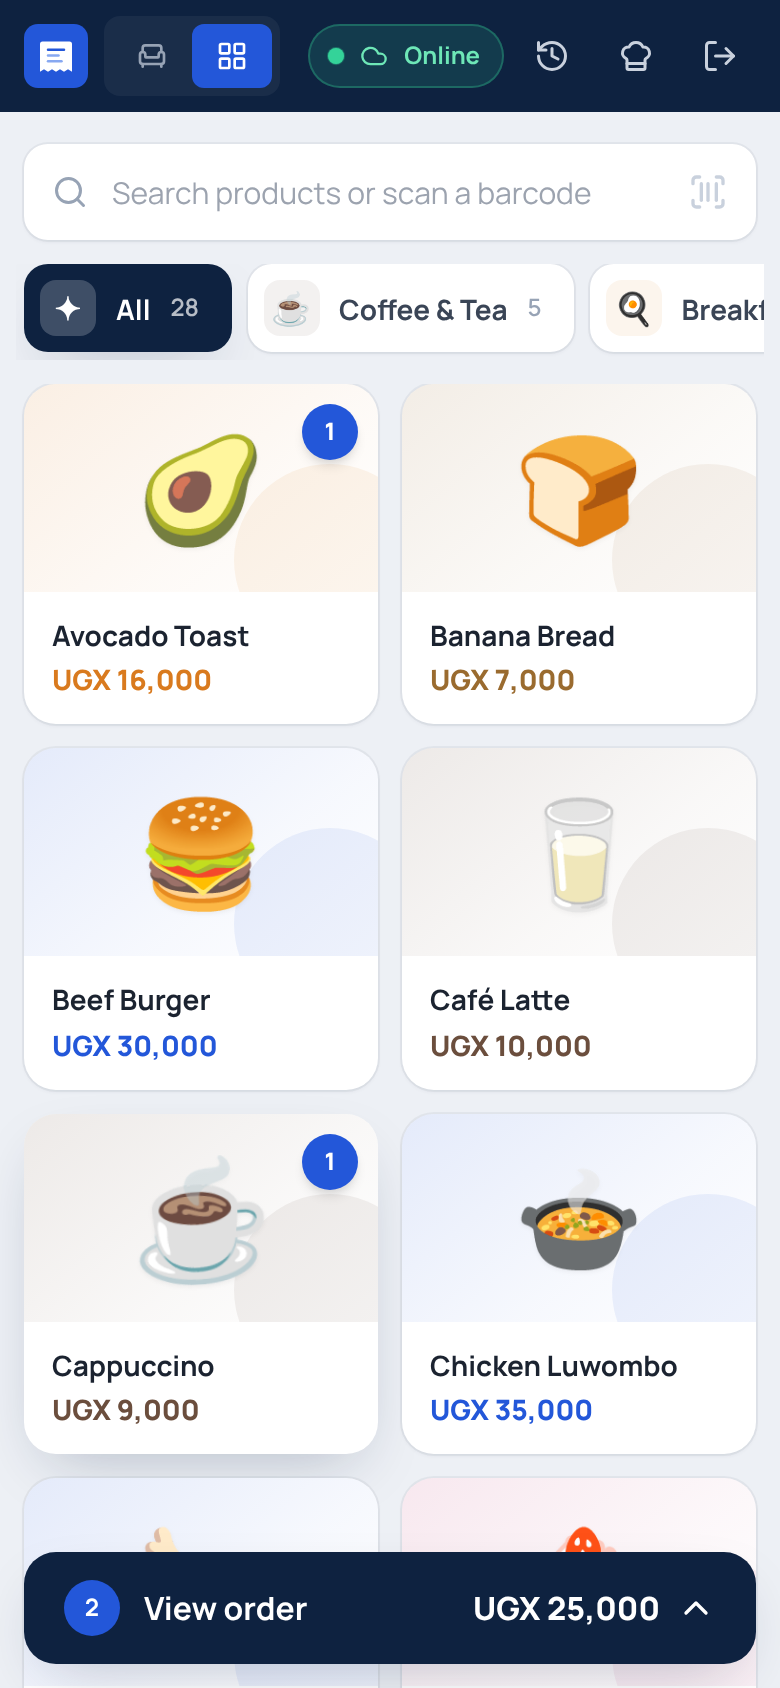 Online
Search products or scan a barcode
All 28
Coffee & Tea 5
Breakf
1
Avocado Toast
UGX 16,000
Banana Bread
UGX 7,000
Beef Burger
UGX 30,000
Café Latte
UGX 10,000
1
Cappuccino
UGX 9,000
Chicken Luwombo
UGX 35,000
2 View order UGX 25,000